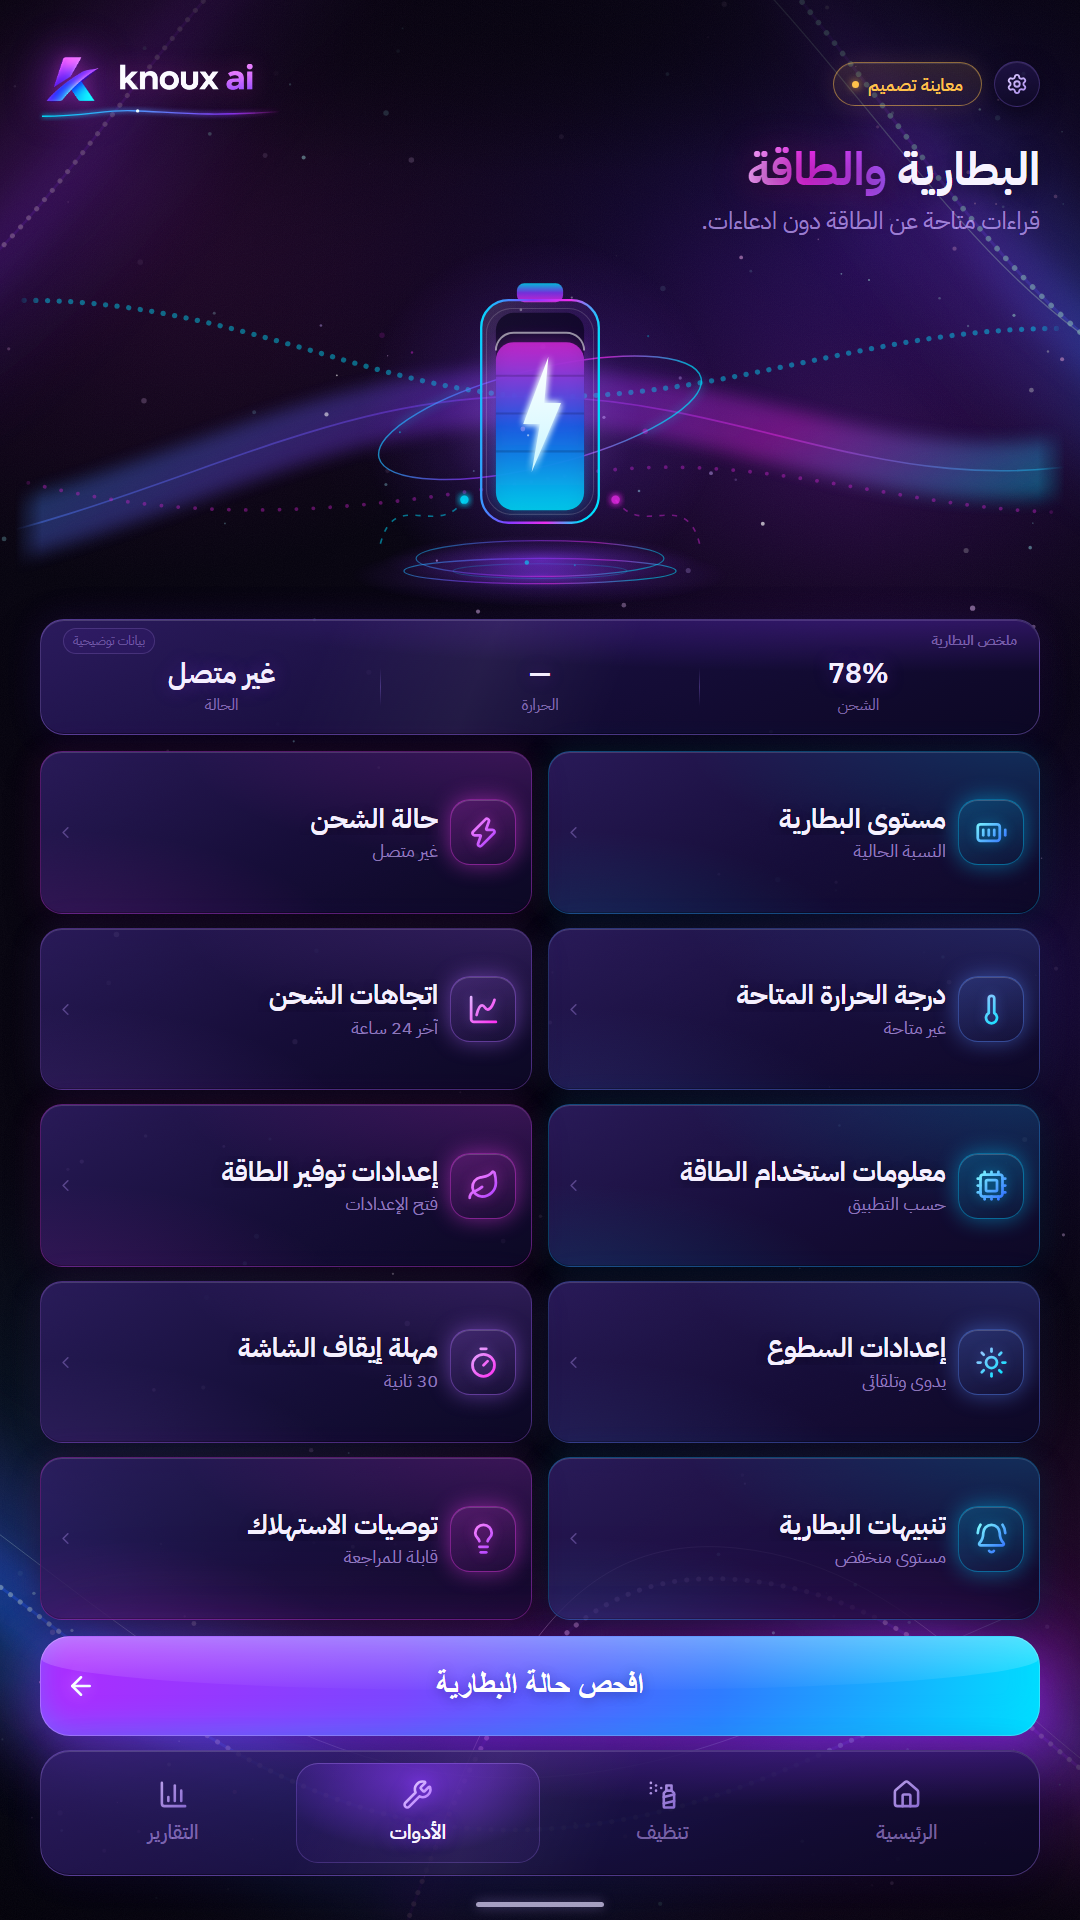 knoux ai
معاينة تصميم
البطارية والطاقة
قراءات متاحة عن الطاقة دون ادعاءات.
ملخص البطارية
بيانات توضيحية
78%
الشحن
—
الحرارة
غير متصل
الحالة
مستوى البطارية
النسبة الحالية
حالة الشحن
غير متصل
درجة الحرارة المتاحة
غير متاحة
اتجاهات الشحن
آخر 24 ساعة
معلومات استخدام الطاقة
حسب التطبيق
إعدادات توفير الطاقة
فتح الإعدادات
إعدادات السطوع
يدوي وتلقائي
مهلة إيقاف الشاشة
30 ثانية
تنبيهات البطارية
مستوى منخفض
توصيات الاستهلاك
قابلة للمراجعة
افحص حالة البطارية
الرئيسية
تنظيف
الأدوات
التقارير